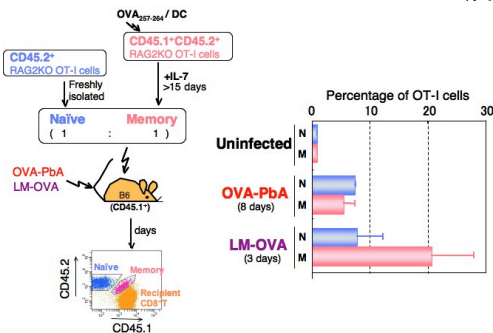 OVA257-264/ DC
CD45.2+
RAG2KO OT-I cells
CD45.1+CD45.2+
RAG2KO OT-I cells
Freshly
isolated
+IL-7
>15 days
Naïve Memory
( 1 : 1 )
OVA-PbA
LM-OVA
B6
(CD45.1+)
days
CD45.2
Naïve
Memory
Recipient
CD8+T
CD45.1
Percentage of OT-I cells
0 10 20 30
Uninfected
N
M
OVA-PbA
(8 days)
N
M
LM-OVA
(3 days)
N
M